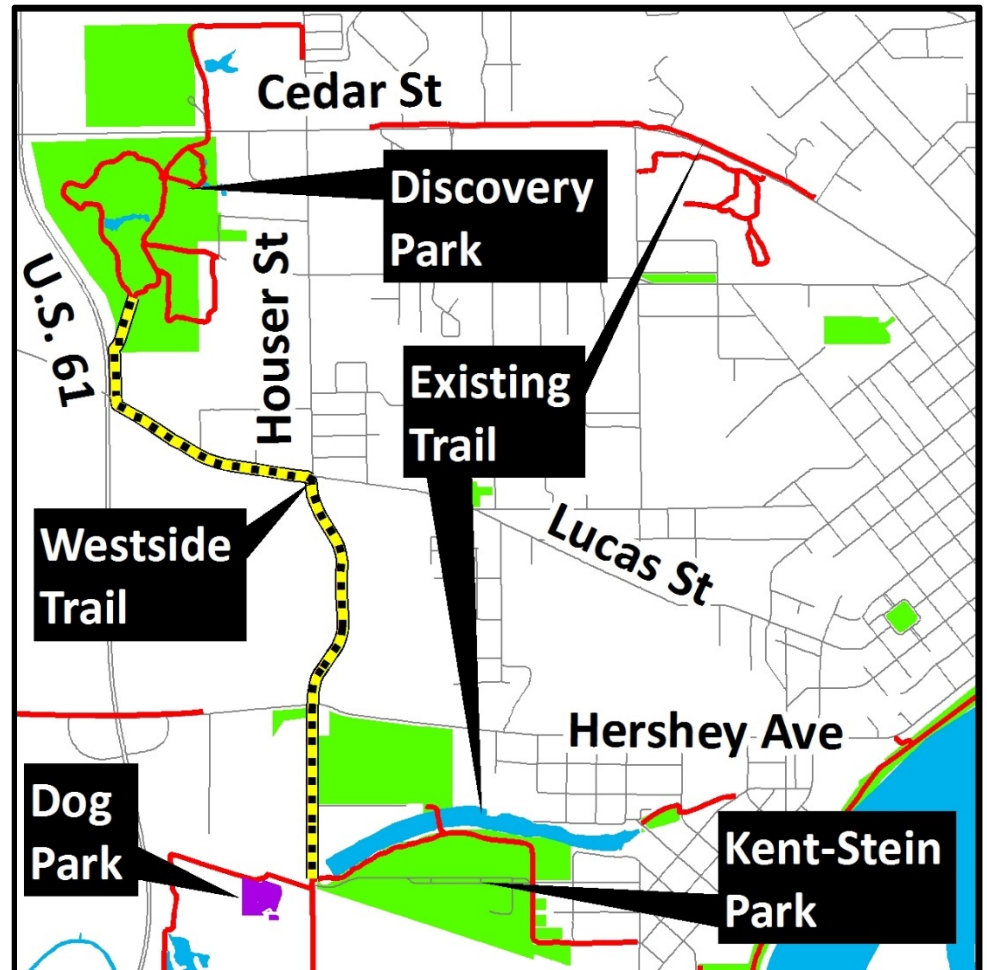 Cedar St
Discovery
Park
Houser St
U.S. 61
Existing
Trail
Westside
Trail
Lucas St
Hershey Ave
Dog
Park
Kent-Stein
Park